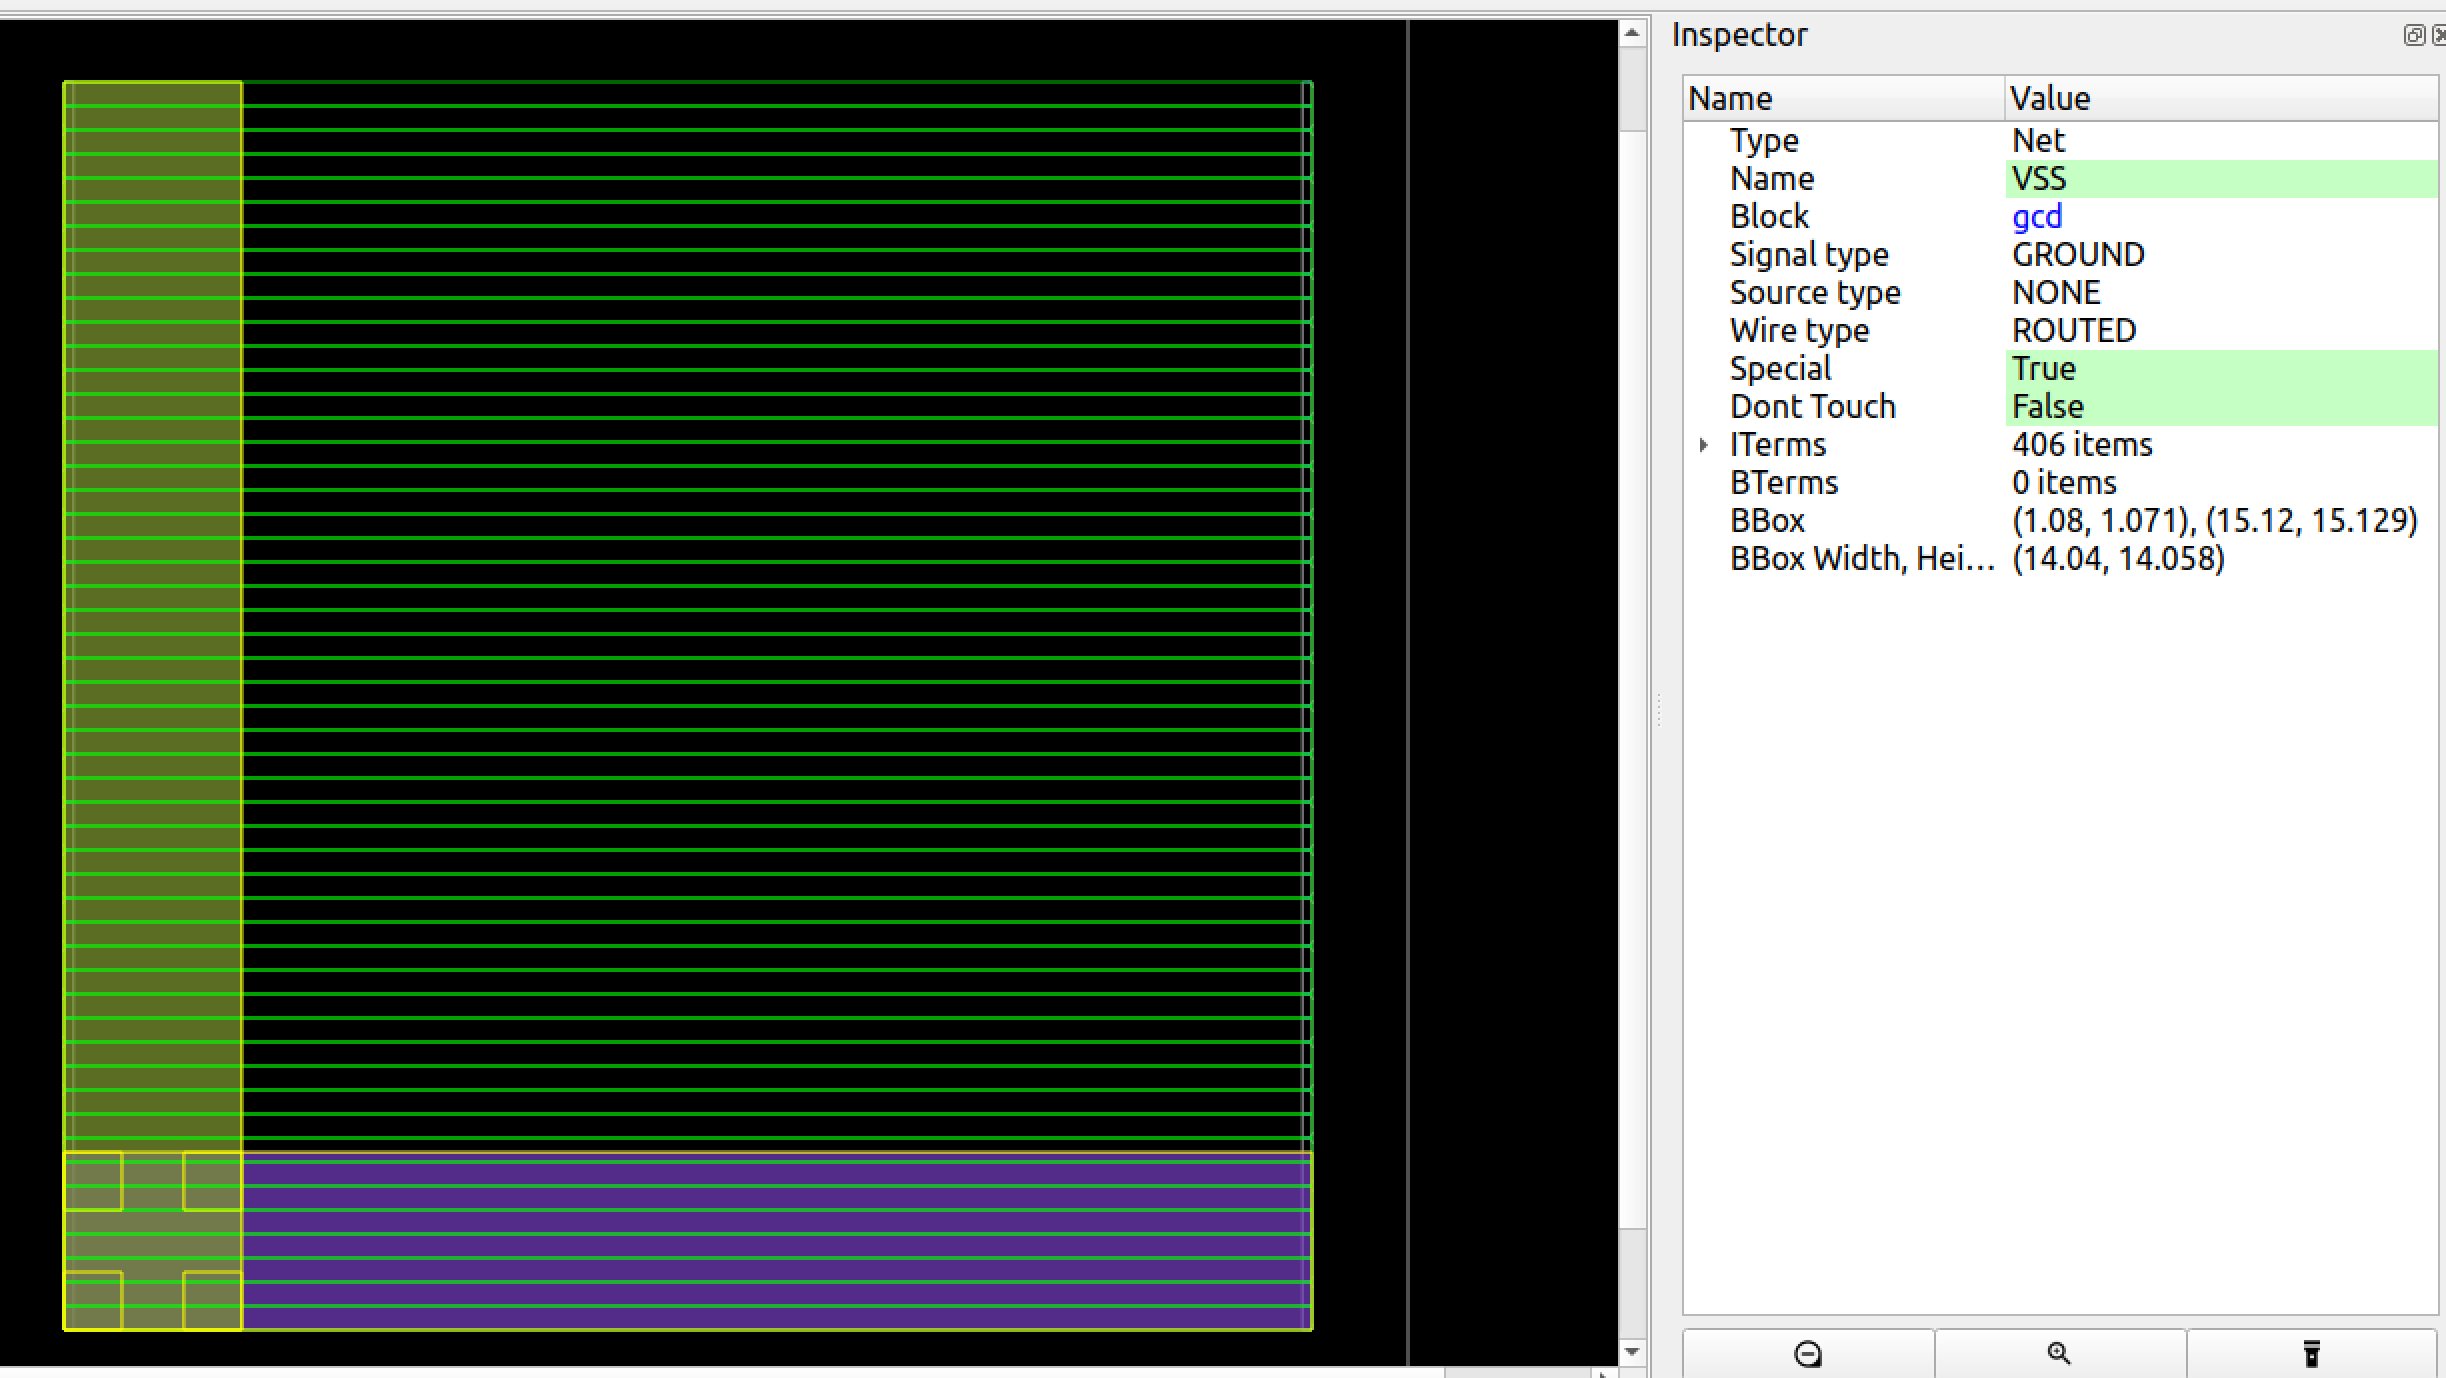 Inspector
Name Value
Type Net
Name VSS
Block gcd
Signal type GROUND
Source type NONE
Wire type ROUTED
Special True
Dont Touch False
ITerms 406 items
BTerms 0 items
BBox (1.08, 1.071), (15.12, 15.129)
BBox Width, Hei... (14.04, 14.058)